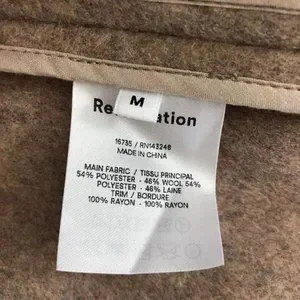 M
Re ation
16735 / RN143248
MADE IN CHINA
MAIN FABRIC / TISSU PRINCIPAL
54% POLYESTER - 46% WOOL 54%
POLYESTER - 46% LAINE
TRIM / BORDURE
100% RAYON - 100% RAYON